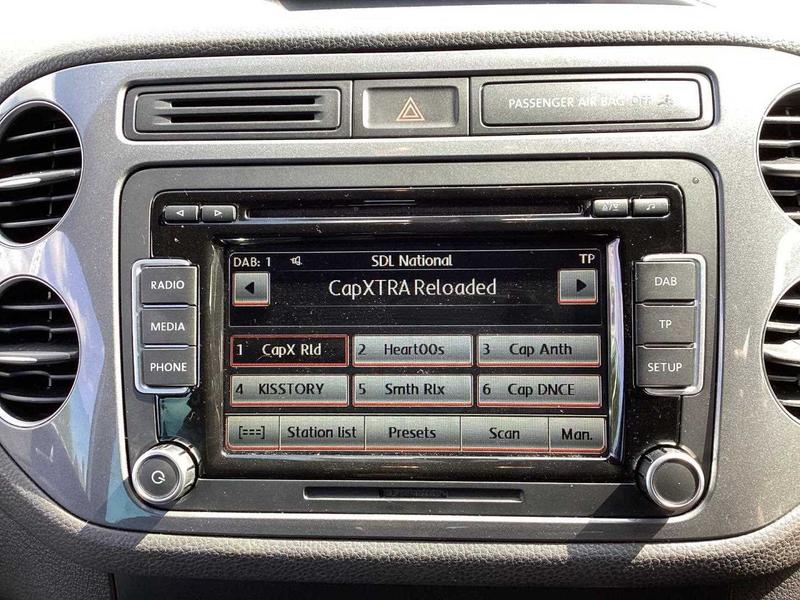 PASSENGER AIR BAG OFF
DAB: 1 SDL National TP
CapXTRA Reloaded
RADIO
MEDIA
PHONE
DAB
TP
SETUP
1 CapX Rld 2 Heart00s 3 Cap Anth
4 KISSTORY 5 Smth Rlx 6 Cap DNCE
[===] Station list Presets Scan Man.